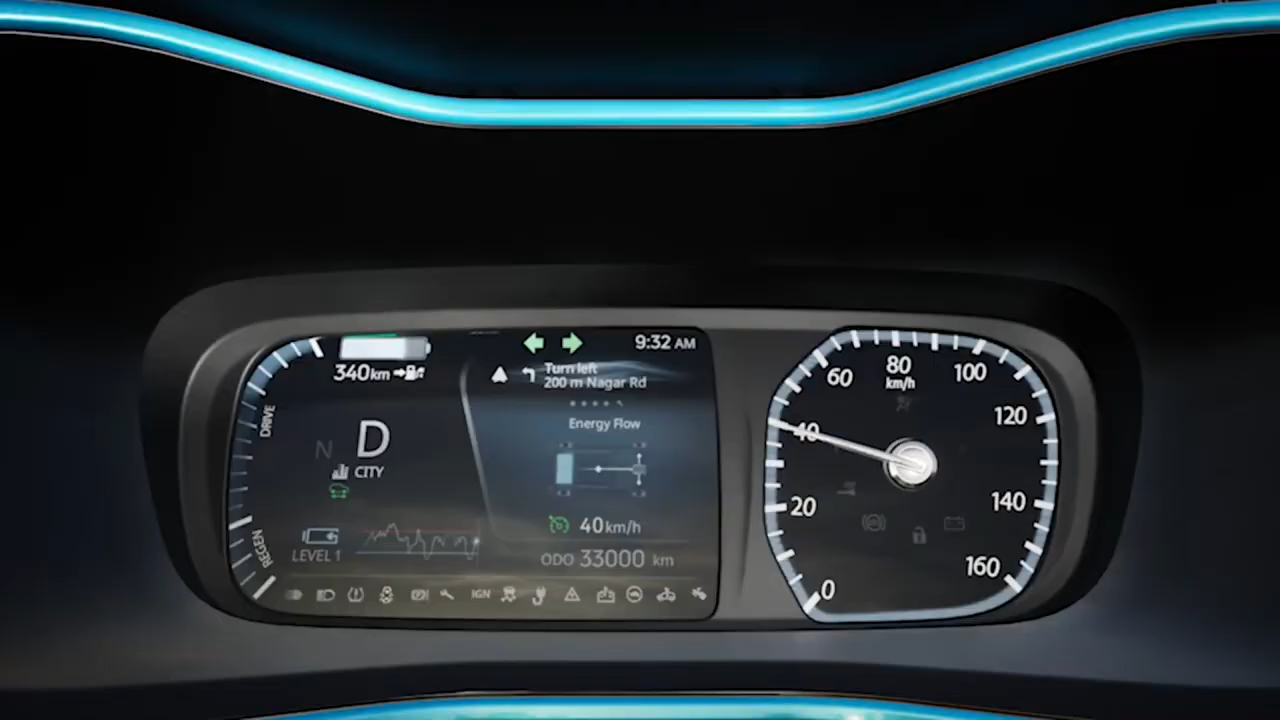 9:32 AM
340km
Turn left
200 m Nagar Rd
DRIVE
N
D
CITY
Energy Flow
40km/h
REGEN
LEVEL 1
ODO 33000 km
IGN
0
20
40
60
80
km/h
100
120
140
160